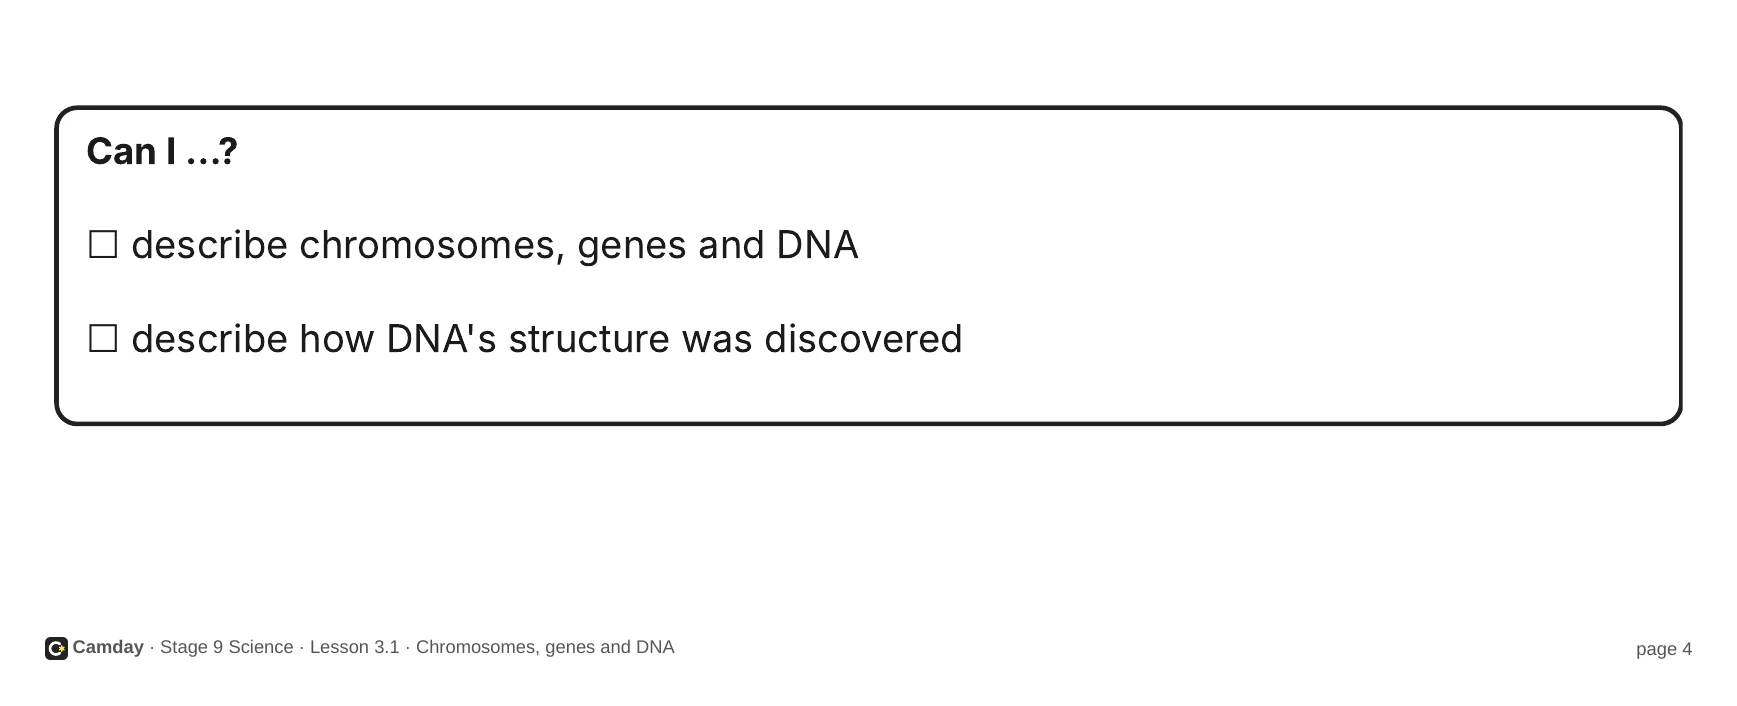 Can I ...?
☐ describe chromosomes, genes and DNA
☐ describe how DNA's structure was discovered
Camday · Stage 9 Science · Lesson 3.1 · Chromosomes, genes and DNA
page 4